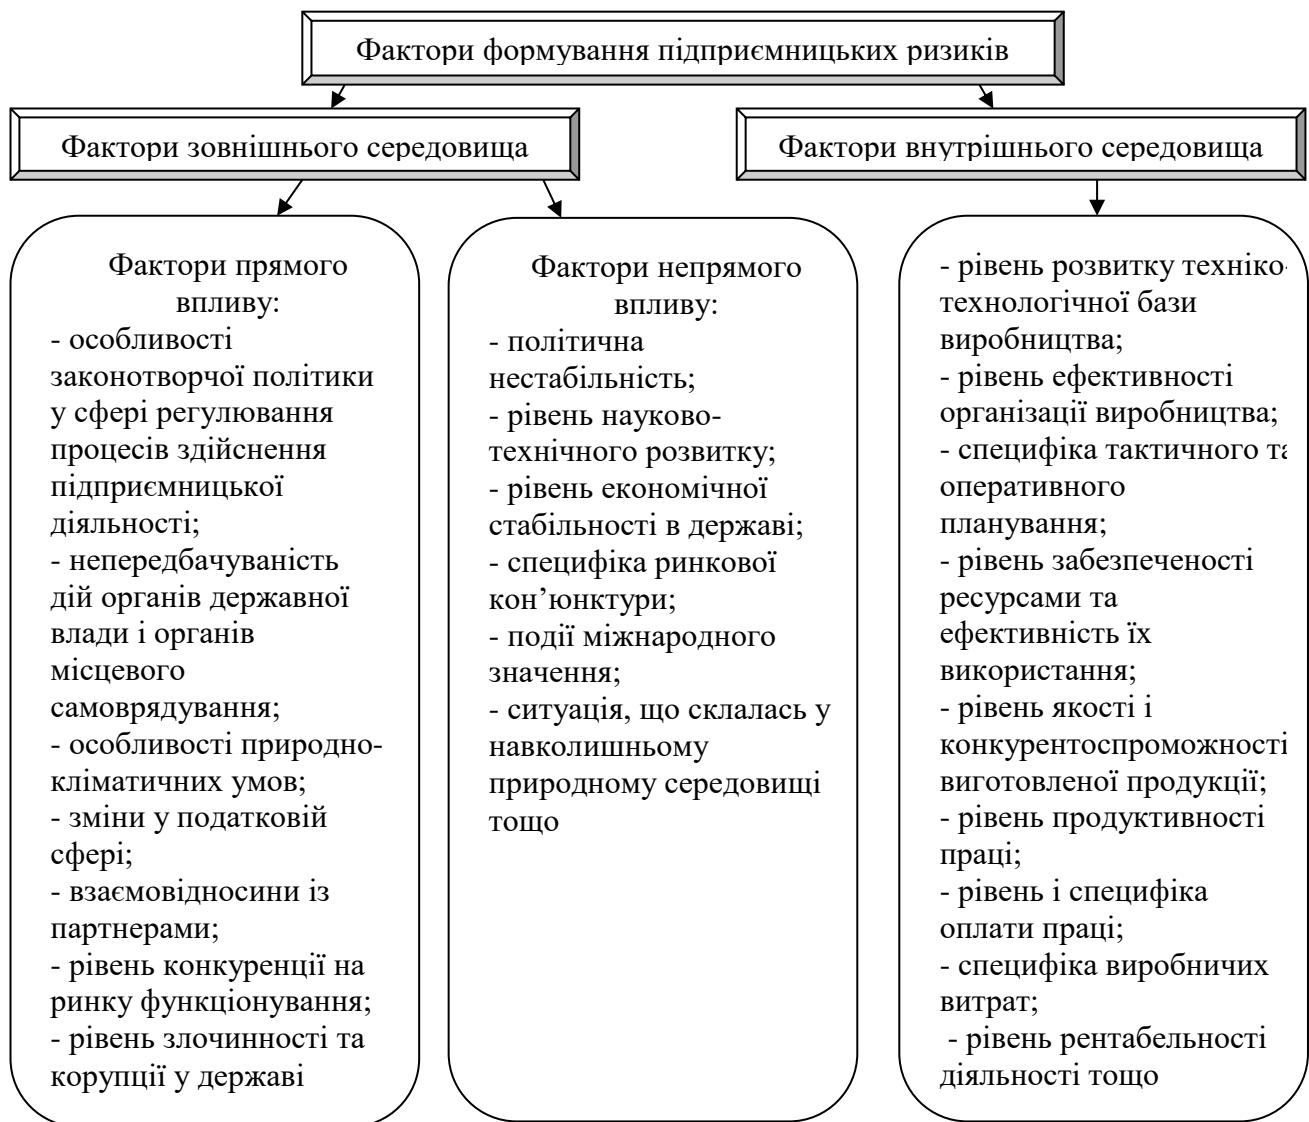 Фактори формування підприємницьких ризиків
Фактори зовнішнього середовища
Фактори внутрішнього середовища
Фактори прямого
впливу:
- особливості
законотворчої політики
у сфері регулювання
процесів здійснення
підприємницької
діяльності;
- непередбачуваність
дій органів державної
влади і органів
місцевого
самоврядування;
- особливості природно-
кліматичних умов;
- зміни у податковій
сфері;
- взаємовідносини із
партнерами;
- рівень конкуренції на
ринку функціонування;
- рівень злочинності та
корупції у державі
Фактори непрямого
впливу:
- політична
нестабільність;
- рівень науково-
технічного розвитку;
- рівень економічної
стабільності в державі;
- специфіка ринкової
кон’юнктури;
- події міжнародного
значення;
- ситуація, що склалась у
навколишньому
природному середовищі
тощо
- рівень розвитку техніко-
технологічної бази
виробництва;
- рівень ефективності
організації виробництва;
- специфіка тактичного та
оперативного
планування;
- рівень забезпеченості
ресурсами та
ефективність їх
використання;
- рівень якості і
конкурентоспроможності
виготовленої продукції;
- рівень продуктивності
праці;
- рівень і специфіка
оплати праці;
- специфіка виробничих
витрат;
- рівень рентабельності
діяльності тощо